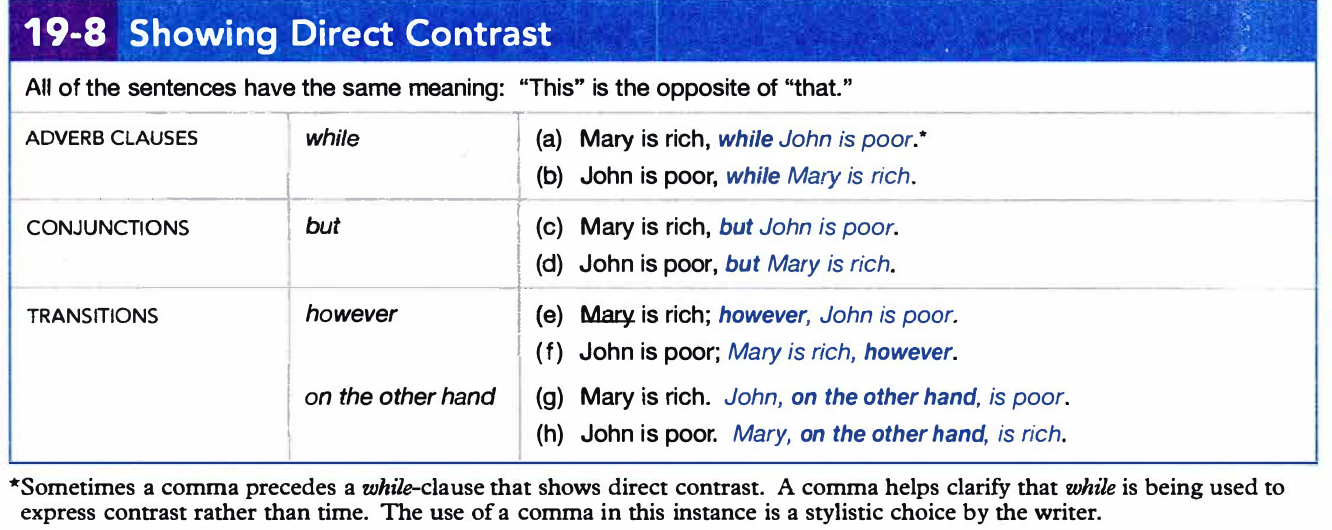 19-8 Showing Direct Contrast
All of the sentences have the same meaning: “This” is the opposite of “that.”
ADVERB CLAUSES while (a) Mary is rich, while John is poor.*
(b) John is poor, while Mary is rich.
CONJUNCTIONS but (c) Mary is rich, but John is poor.
(d) John is poor, but Mary is rich.
TRANSITIONS however (e) Mary is rich; however, John is poor.
(f) John is poor; Mary is rich, however.
on the other hand (g) Mary is rich. John, on the other hand, is poor.
(h) John is poor. Mary, on the other hand, is rich.
*Sometimes a comma precedes a while-clause that shows direct contrast. A comma helps clarify that while is being used to
express contrast rather than time. The use of a comma in this instance is a stylistic choice by the writer.